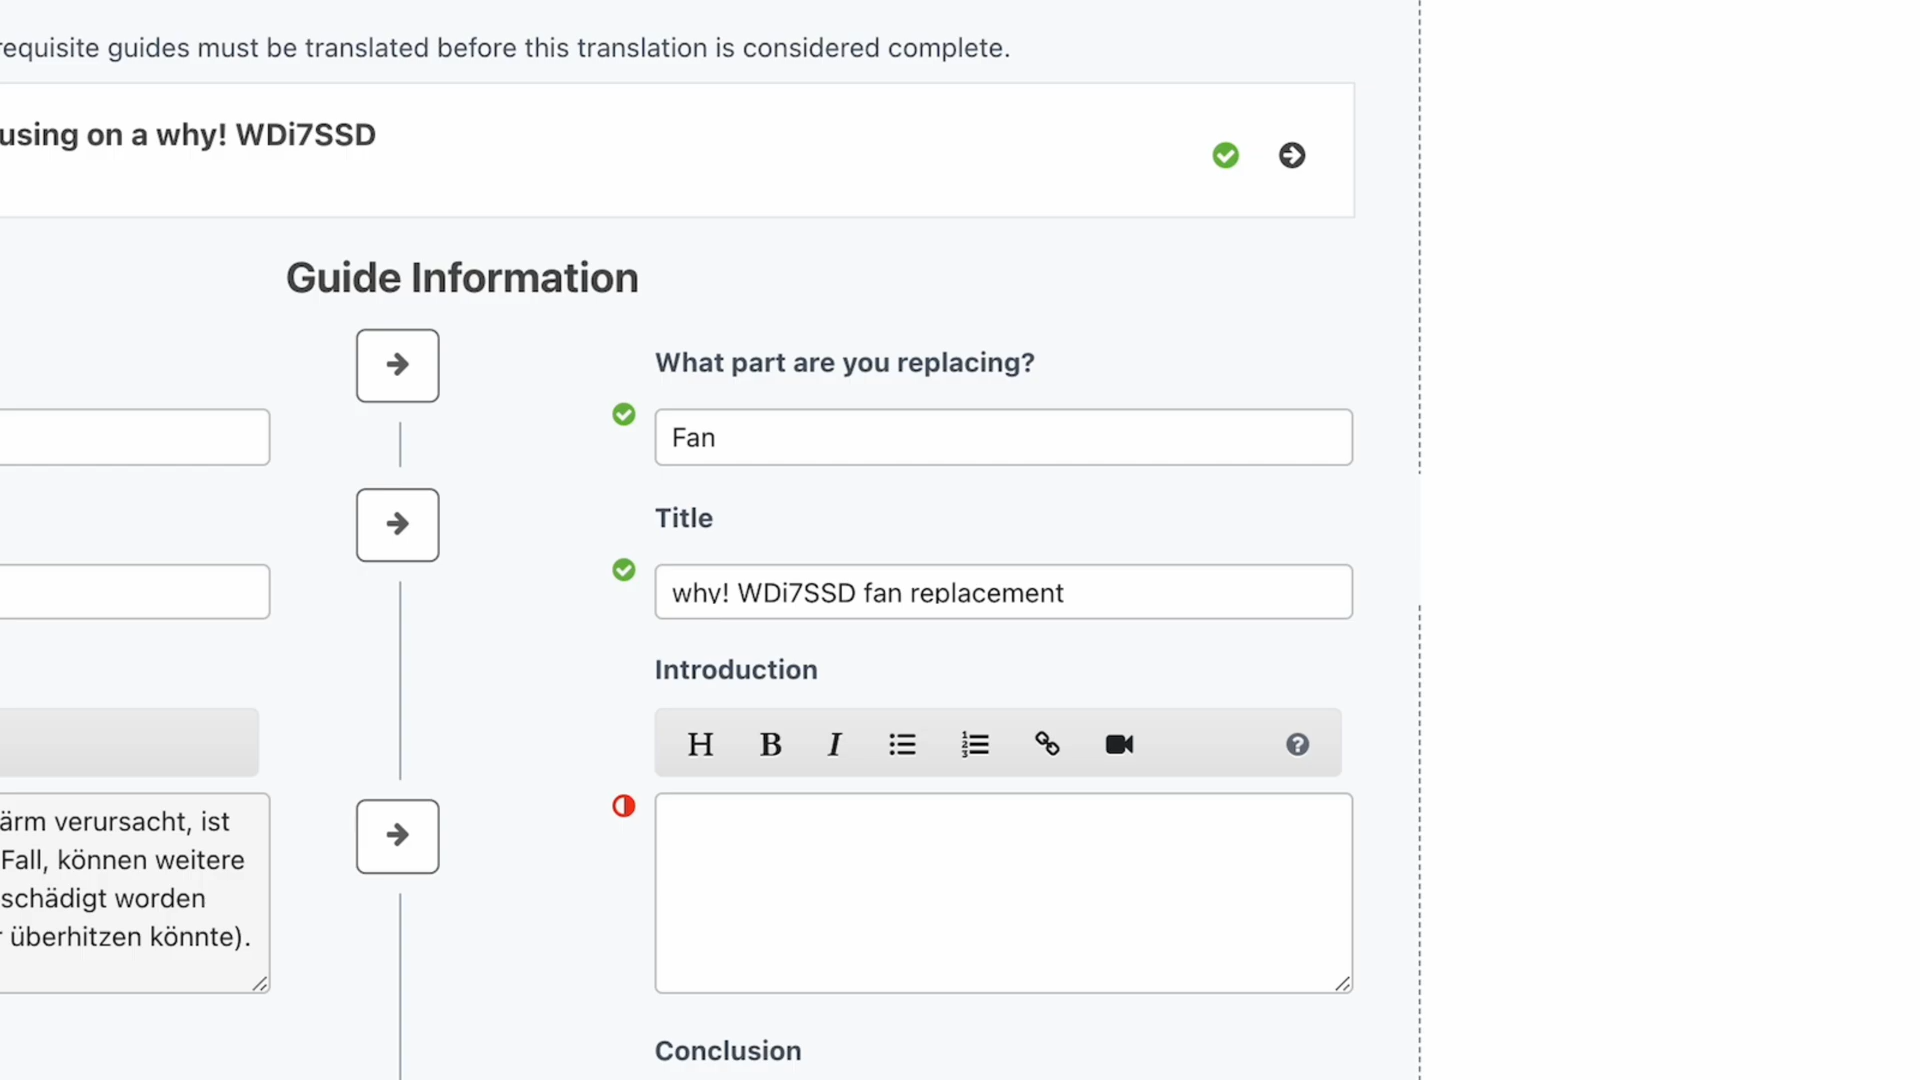 requisite guides must be translated before this translation is considered complete.
using on a why! WDi7SSD
Guide Information
What part are you replacing?
Fan
Title
why! WDi7SSD fan replacement
Introduction
H B I
ärm verursacht, ist
Fall, können weitere
schädigt worden
überhitzen könnte).
Conclusion